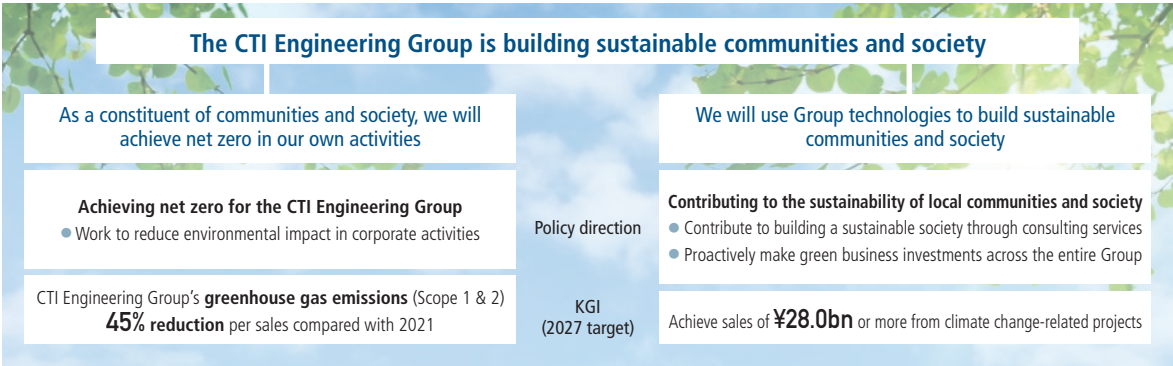 The CTI Engineering Group is building sustainable communities and society
As a constituent of communities and society, we will
achieve net zero in our own activities
We will use Group technologies to build sustainable
communities and society
Achieving net zero for the CTI Engineering Group
● Work to reduce environmental impact in corporate activities
Policy direction
Contributing to the sustainability of local communities and society
● Contribute to building a sustainable society through consulting services
● Proactively make green business investments across the entire Group
CTI Engineering Group's greenhouse gas emissions (Scope 1 & 2)
45% reduction per sales compared with 2021
KGI
(2027 target)
Achieve sales of ¥28.0bn or more from climate change-related projects